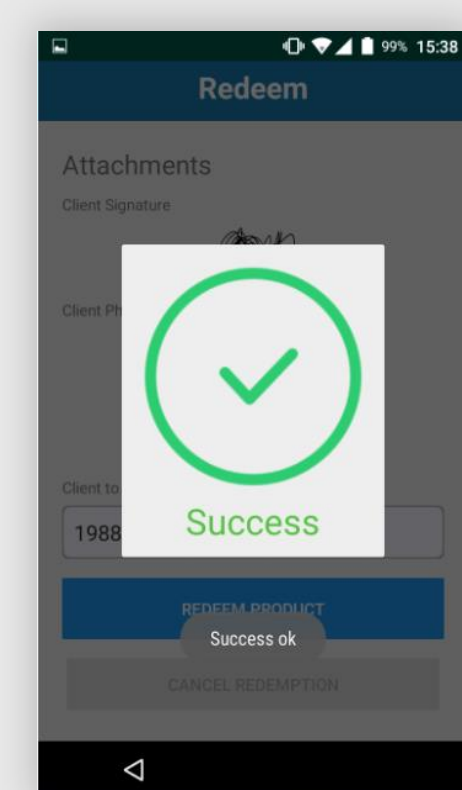 99% 15:38
Redeem
Attachments
Client Signature
Client Ph
Client to
1988
Success
REDEEM PRODUCT
Success ok
CANCEL REDEMPTION